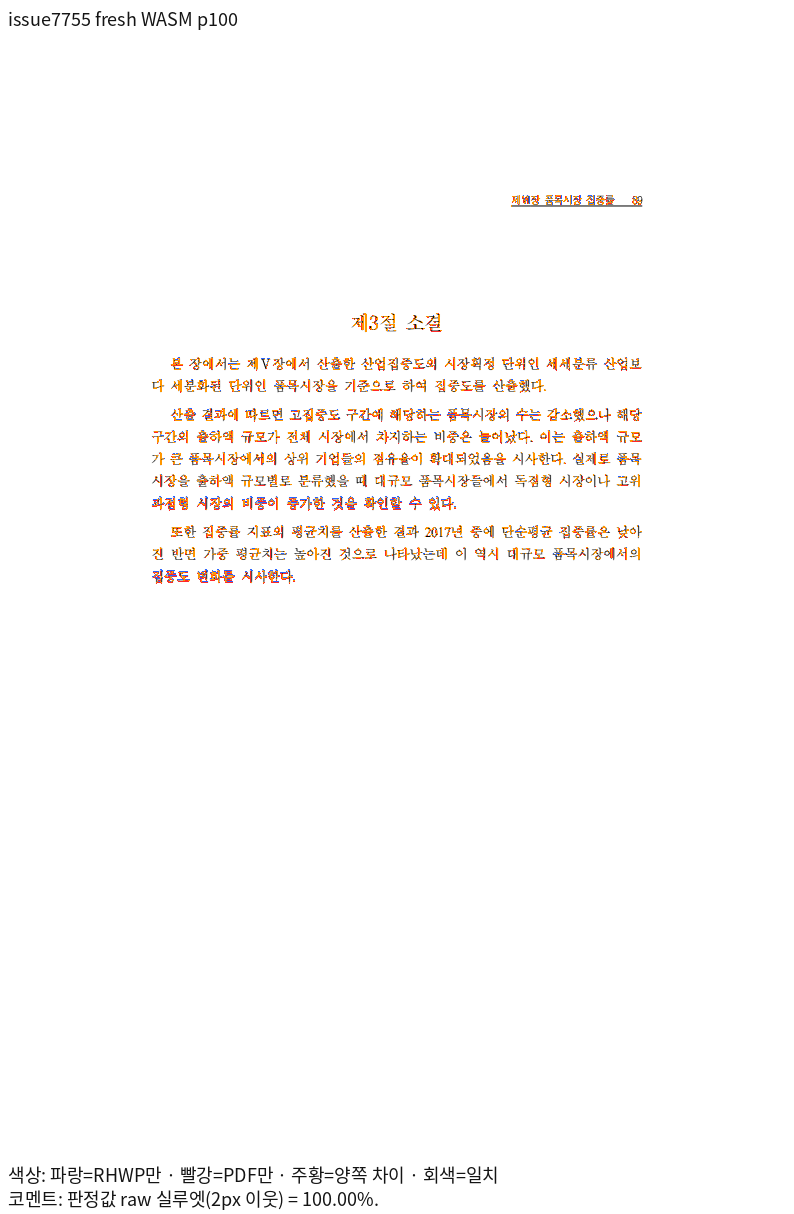 issue7755 fresh WASM p100
제Ⅶ장 품목시장 집중률 89
제3절 소결
본 장에서는 제Ⅴ장에서 산출한 산업집중도의 시장획정 단위인 세세분류 산업보
다 세분화된 단위인 품목시장을 기준으로 하여 집중도를 산출했다.
산출 결과에 따르면 고집중도 구간에 해당하는 품목시장의 수는 감소했으나 해당
구간의 출하액 규모가 전체 시장에서 차지하는 비중은 늘어났다. 이는 출하액 규모
가 큰 품목시장에서의 상위 기업들의 점유율이 확대되었음을 시사한다. 실제로 품목
시장을 출하액 규모별로 분류했을 때 대규모 품목시장들에서 독점형 시장이나 고위
과점형 시장의 비중이 증가한 것을 확인할 수 있다.
또한 집중률 지표의 평균치를 산출한 결과 2017년 중에 단순평균 집중률은 낮아
진 반면 가중 평균치는 높아진 것으로 나타났는데 이 역시 대규모 품목시장에서의
집중도 변화를 시사한다.
색상: 파랑=RHWP만 · 빨강=PDF만 · 주황=양쪽 차이 · 회색=일치
코멘트: 판정값 raw 실루엣(2px 이웃) = 100.00%.